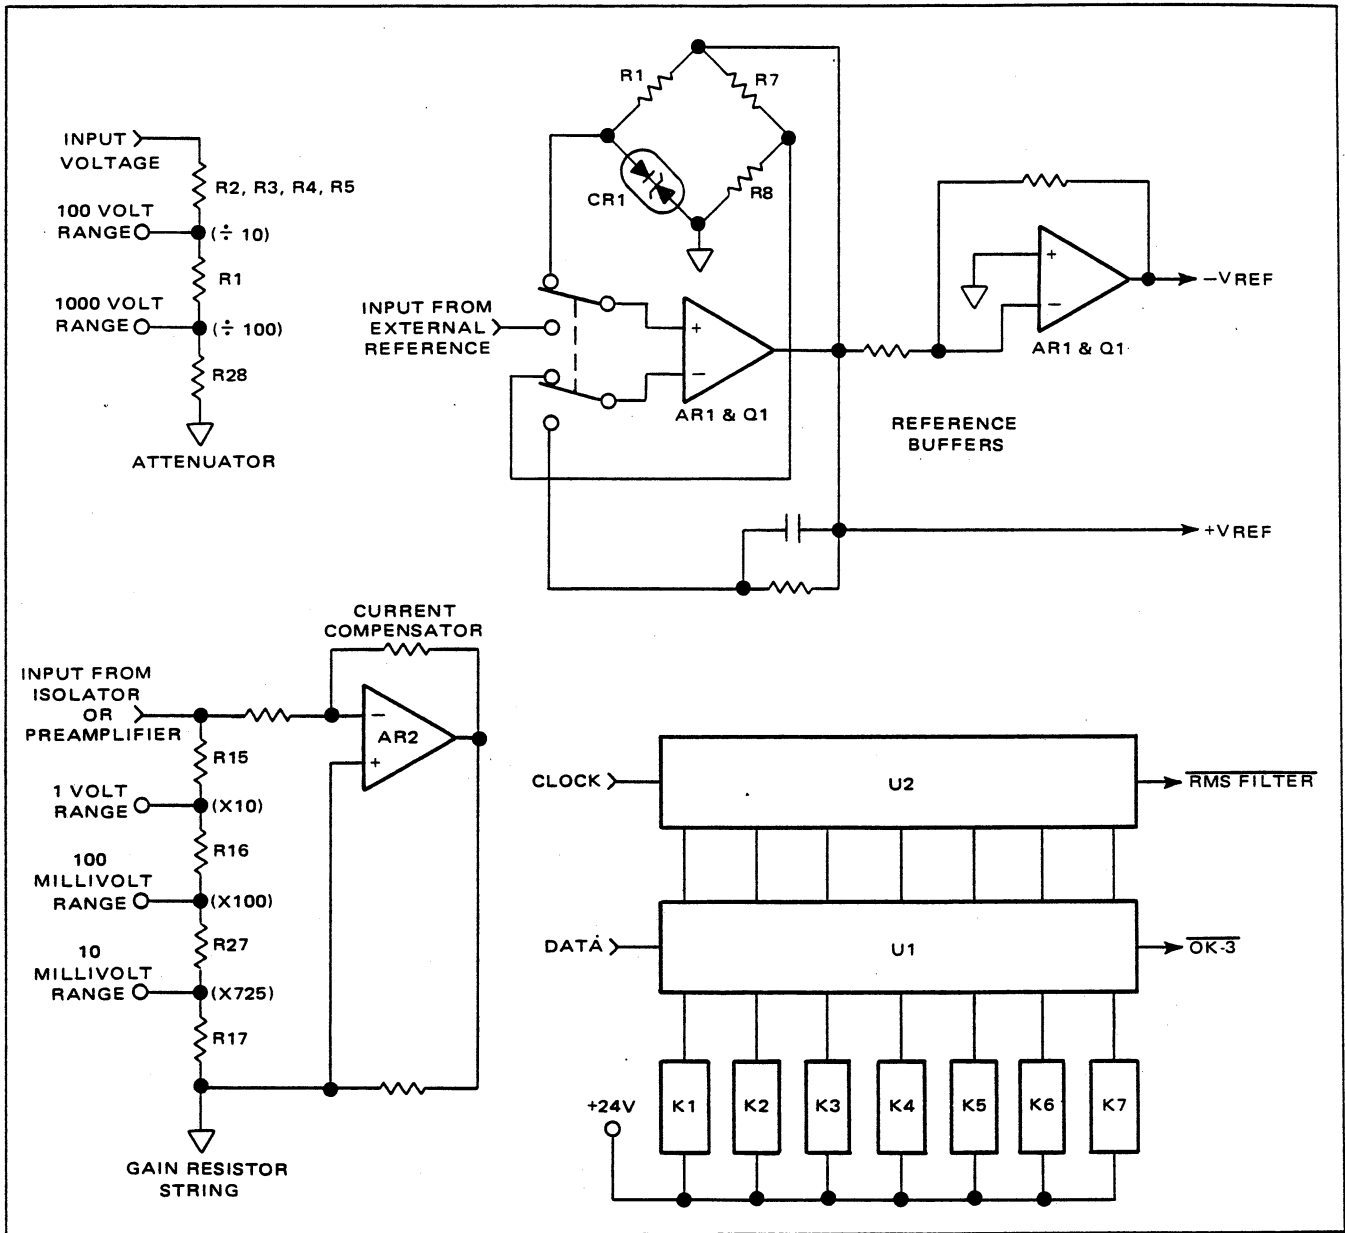 INPUT
VOLTAGE
R2, R3, R4, R5
100 VOLT
RANGE
(÷ 10)
R1
1000 VOLT
RANGE
(÷ 100)
R28
ATTENUATOR
R1
R7
CR1
R8
INPUT FROM
EXTERNAL
REFERENCE
+
−
AR1 & Q1
+
−
AR1 & Q1
−VREF
REFERENCE
BUFFERS
+VREF
CURRENT
COMPENSATOR
INPUT FROM
ISOLATOR
OR
PREAMPLIFIER
−
AR2
+
R15
1 VOLT
RANGE
(X10)
R16
100
MILLIVOLT
RANGE
(X100)
R27
10
MILLIVOLT
RANGE
(X725)
R17
GAIN RESISTOR
STRING
CLOCK
U2
RMS FILTER
DATA
U1
OK-3
+24V
K1
K2
K3
K4
K5
K6
K7